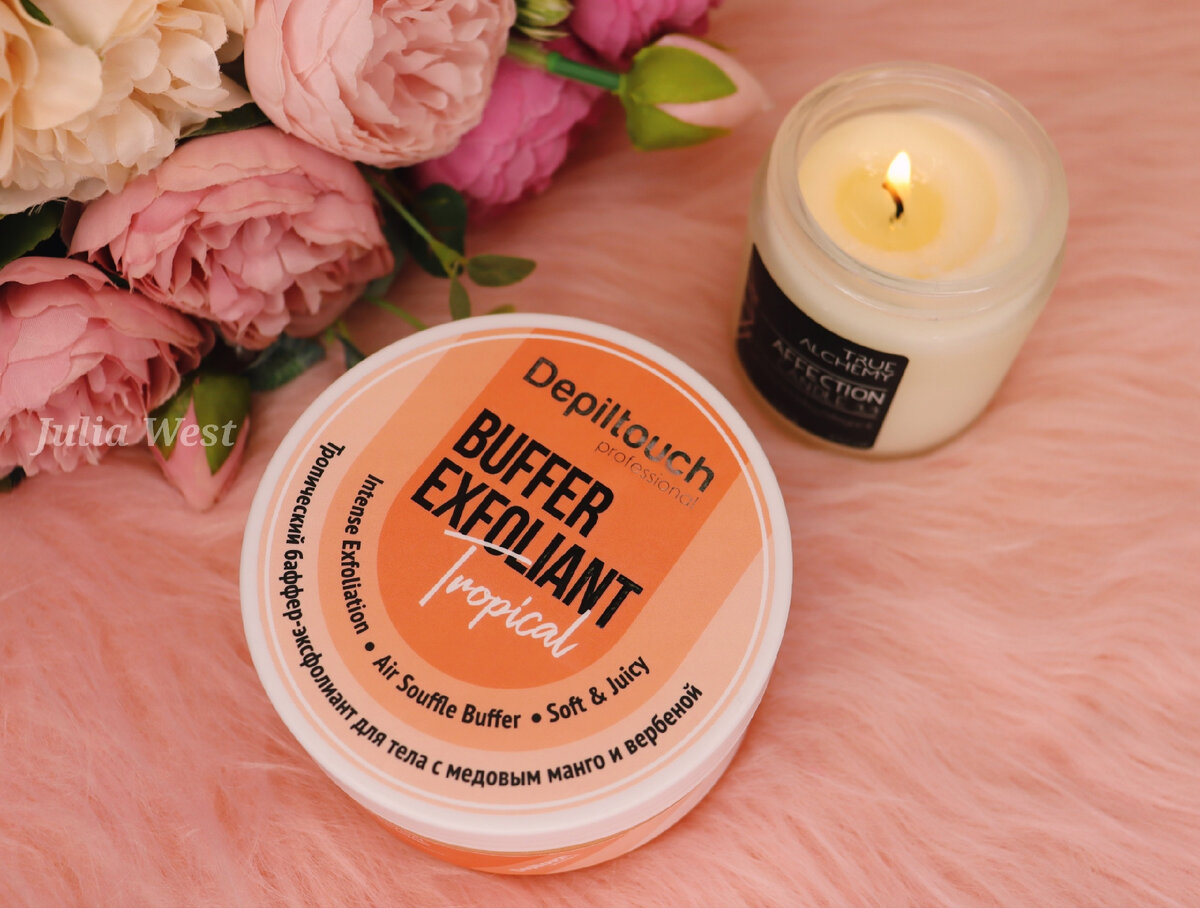 Depiltouch
professional
BUFFER
EXFOLIANT
Tropical
Intense Exfoliation • Air Souffle Buffer • Soft & Juicy
Тропический баффер-эксфолиант для тела с медовым манго и вербеной
TRUE
ALCHEMY
AFFECTION
Julia West